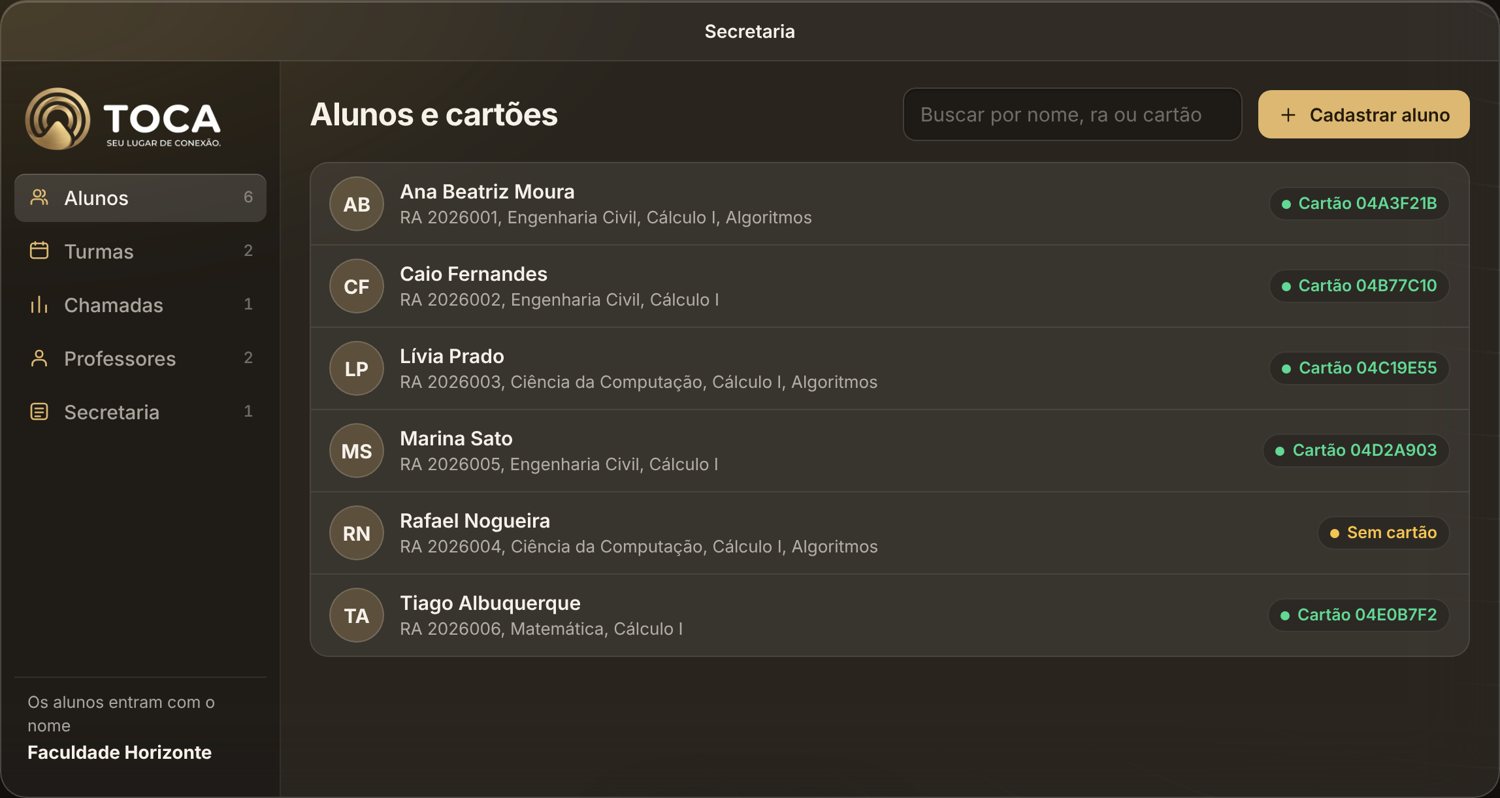 Secretaria
TOCA
SEU LUGAR DE CONEXÃO.
Alunos 6
Turmas 2
Chamadas 1
Professores 2
Secretaria 1
Os alunos entram com o
nome
Faculdade Horizonte
Alunos e cartões
Buscar por nome, ra ou cartão
+ Cadastrar aluno
AB
Ana Beatriz Moura
RA 2026001, Engenharia Civil, Cálculo I, Algoritmos
Cartão 04A3F21B
CF
Caio Fernandes
RA 2026002, Engenharia Civil, Cálculo I
Cartão 04B77C10
LP
Lívia Prado
RA 2026003, Ciência da Computação, Cálculo I, Algoritmos
Cartão 04C19E55
MS
Marina Sato
RA 2026005, Engenharia Civil, Cálculo I
Cartão 04D2A903
RN
Rafael Nogueira
RA 2026004, Ciência da Computação, Cálculo I, Algoritmos
Sem cartão
TA
Tiago Albuquerque
RA 2026006, Matemática, Cálculo I
Cartão 04E0B7F2